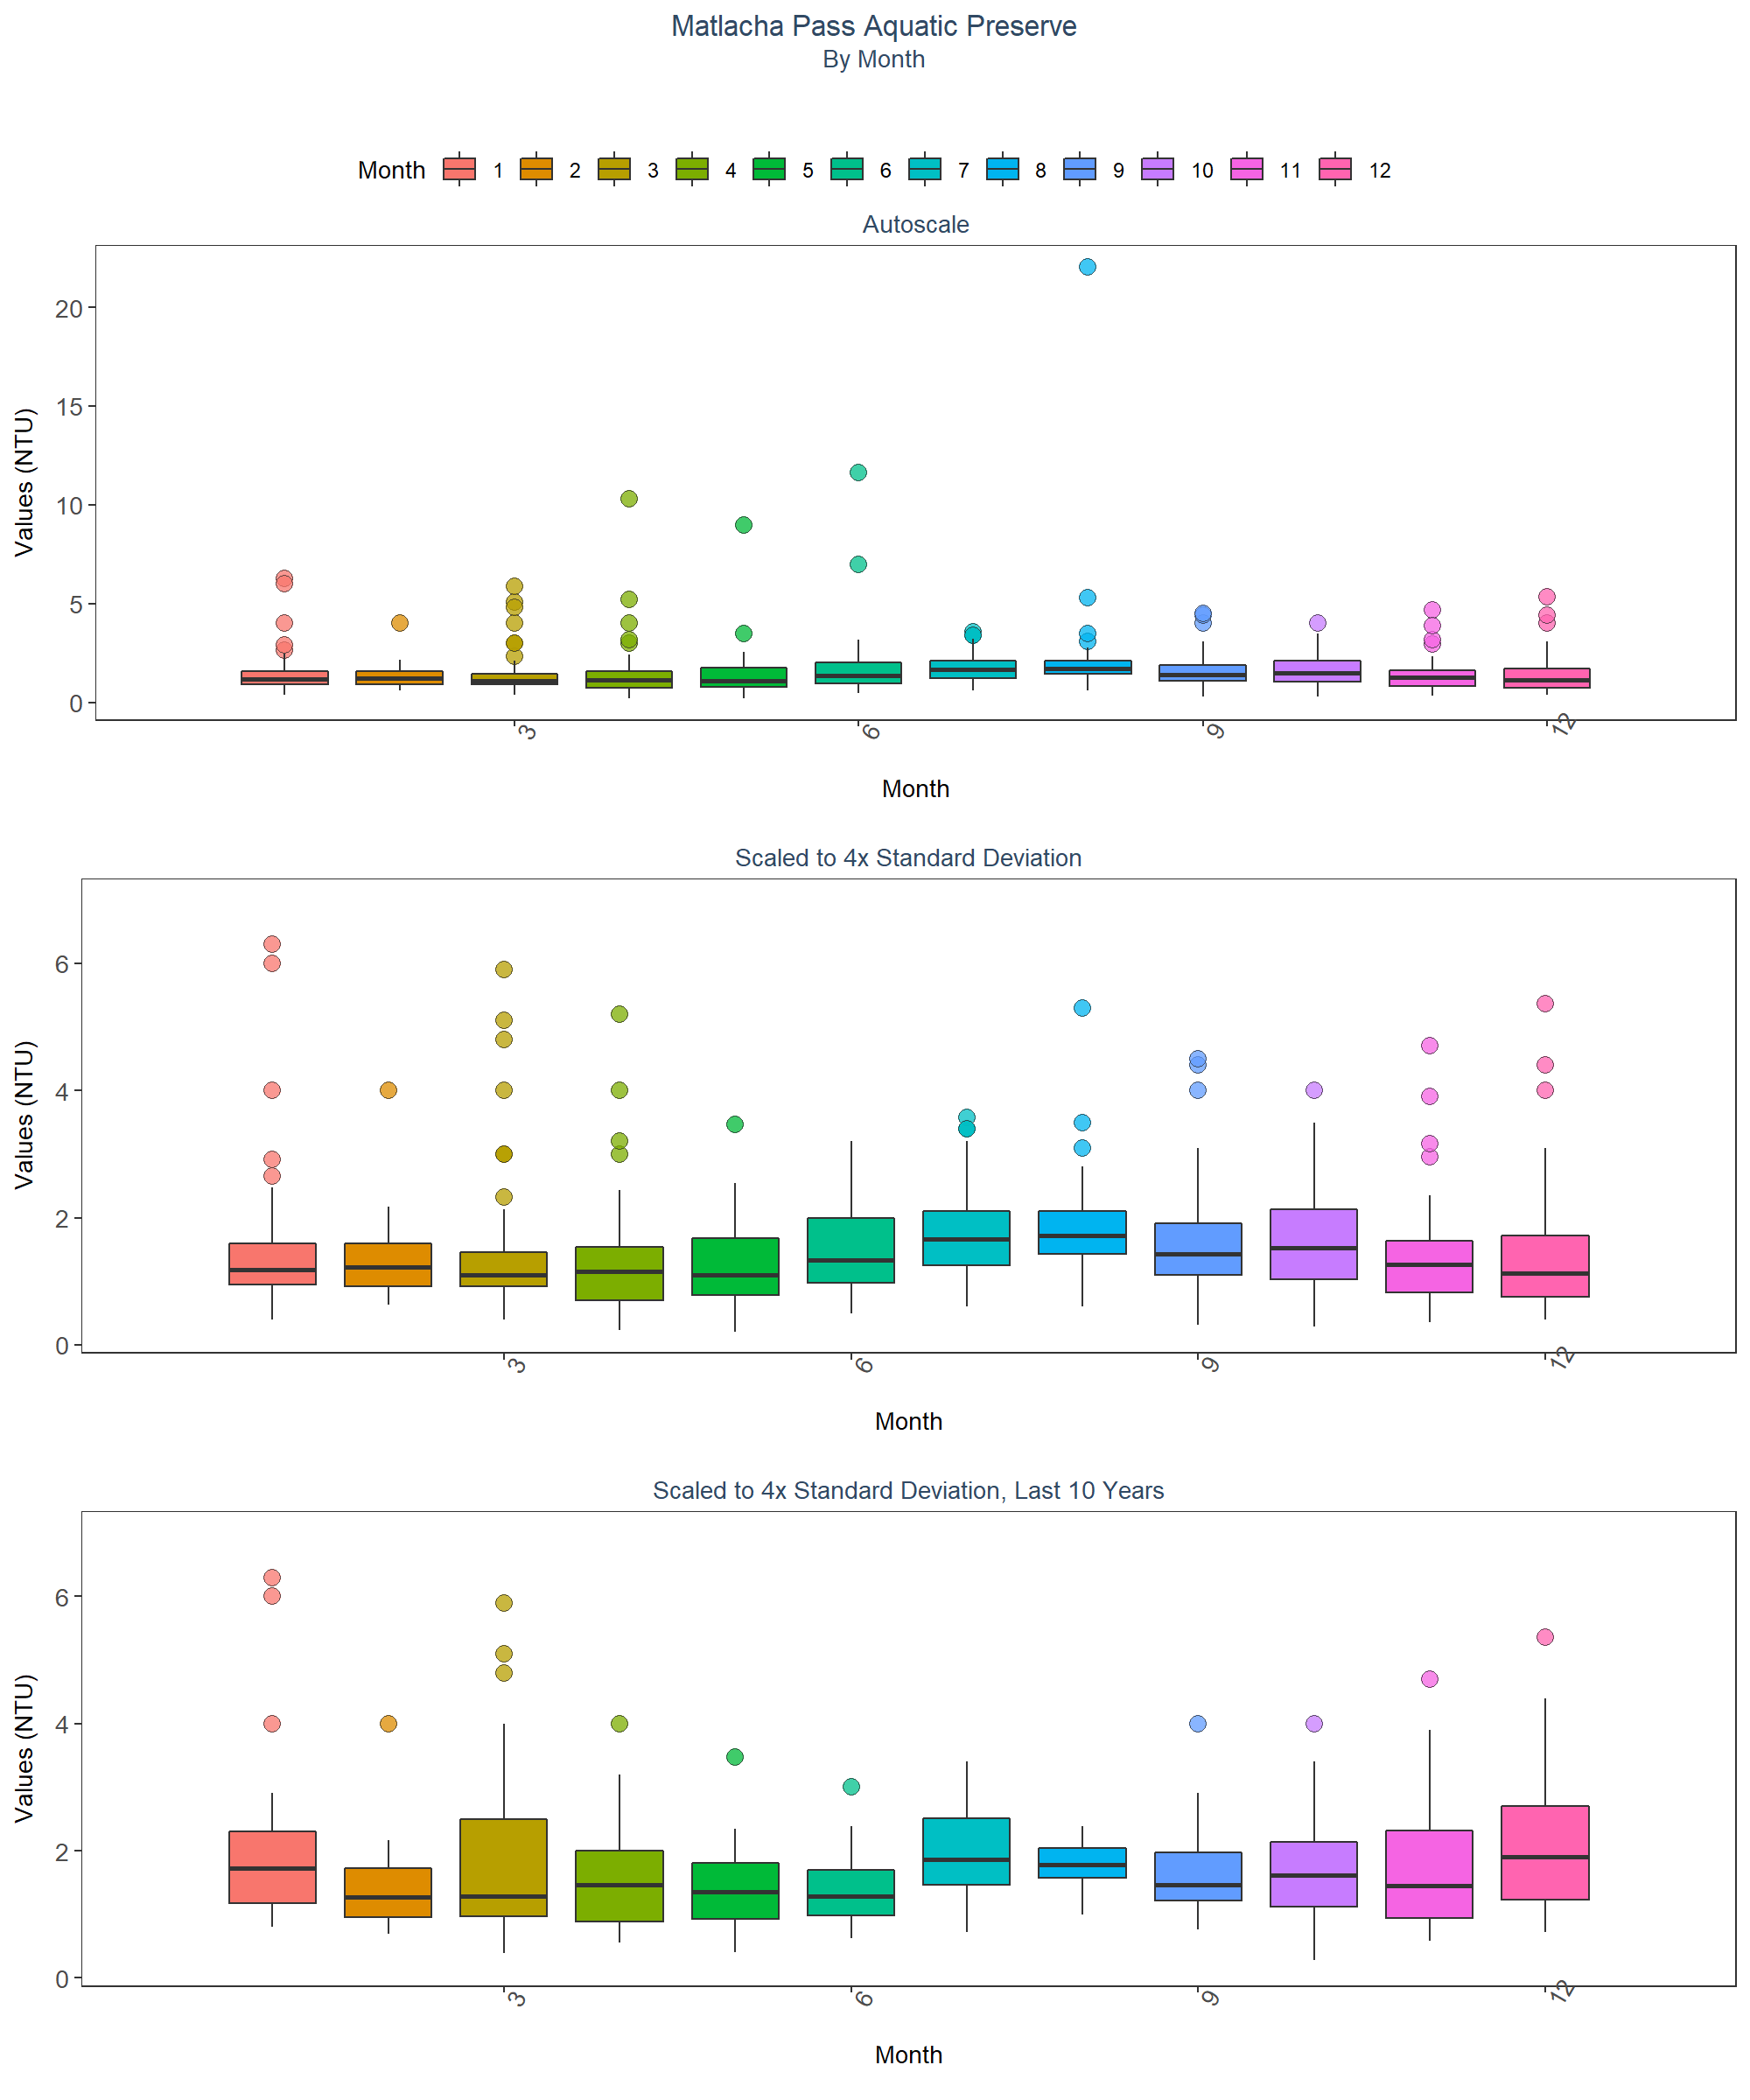 Matlacha Pass Aquatic Preserve
By Month
Month 1 2 3 4 5 6 7 8 9 10 11 12
Autoscale
Values (NTU)
20
15
10
5
0
3 6 9 12
Month
Scaled to 4x Standard Deviation
Values (NTU)
6
4
2
0
3 6 9 12
Month
Scaled to 4x Standard Deviation, Last 10 Years
Values (NTU)
6
4
2
0
3 6 9 12
Month